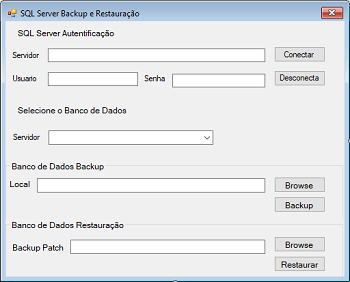 SQL Server Backup e Restauração
SQL Server Autentificação
Servidor
Conectar
Usuario
Senha
Desconecta
Selecione o Banco de Dados
Servidor
Banco de Dados Backup
Local
Browse
Backup
Banco de Dados Restauração
Backup Patch
Browse
Restaurar